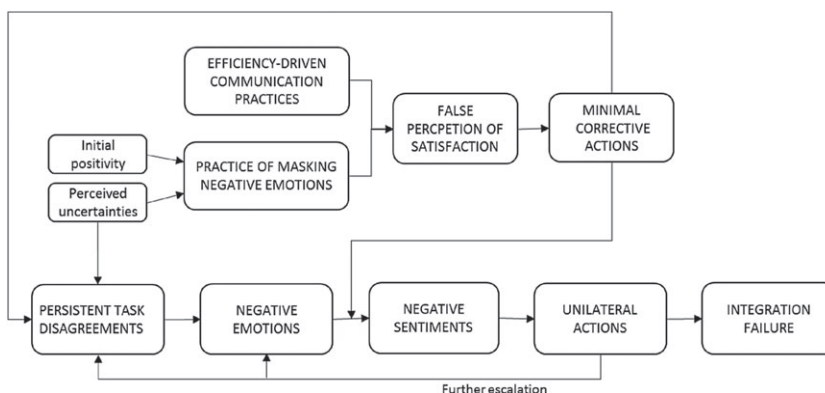 EFFICIENCY-DRIVEN
COMMUNICATION
PRACTICES
FALSE
PERCPETION OF
SATISFACTION
MINIMAL
CORRECTIVE
ACTIONS
Initial
positivity
PRACTICE OF MASKING
NEGATIVE EMOTIONS
Perceived
uncertainties
PERSISTENT TASK
DISAGREEMENTS
NEGATIVE
EMOTIONS
NEGATIVE
SENTIMENTS
UNILATERAL
ACTIONS
INTEGRATION
FAILURE
Further escalation